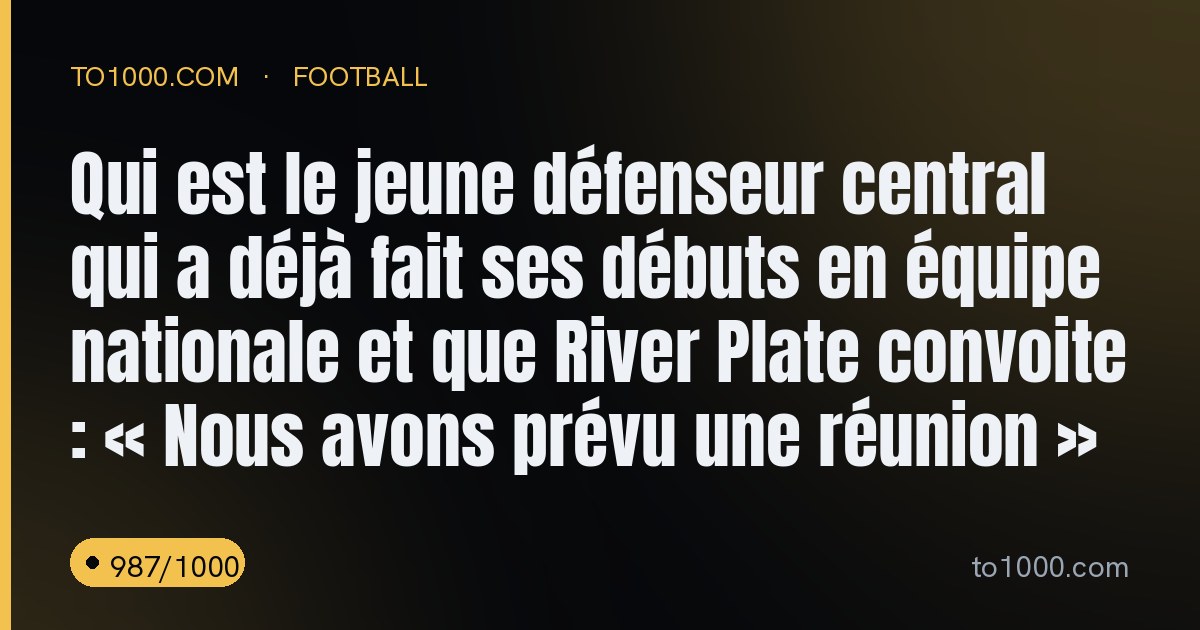 TO1000.COM · FOOTBALL
Qui est le jeune défenseur central
qui a déjà fait ses débuts en équipe
nationale et que River Plate convoite
: « Nous avons prévu une réunion »
987/1000
to1000.com